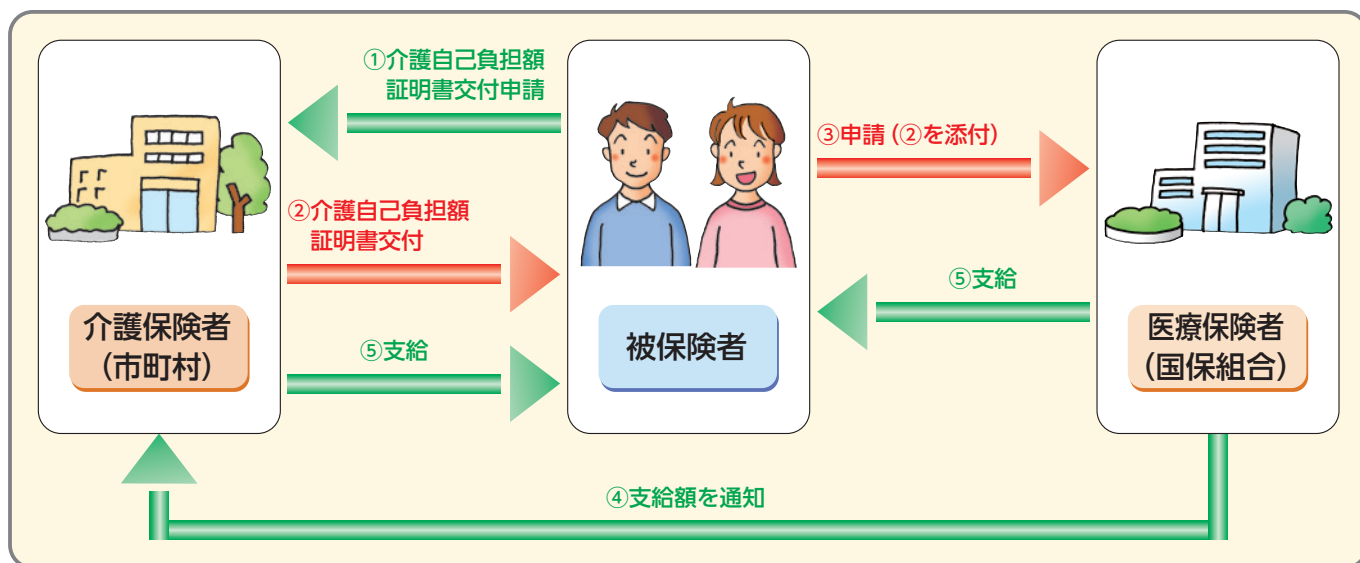 ①介護自己負担額
証明書交付申請
②介護自己負担額
証明書交付
⑤支給
介護保険者
(市町村)
被保険者
③申請(②を添付)
⑤支給
医療保険者
(国保組合)
④支給額を通知